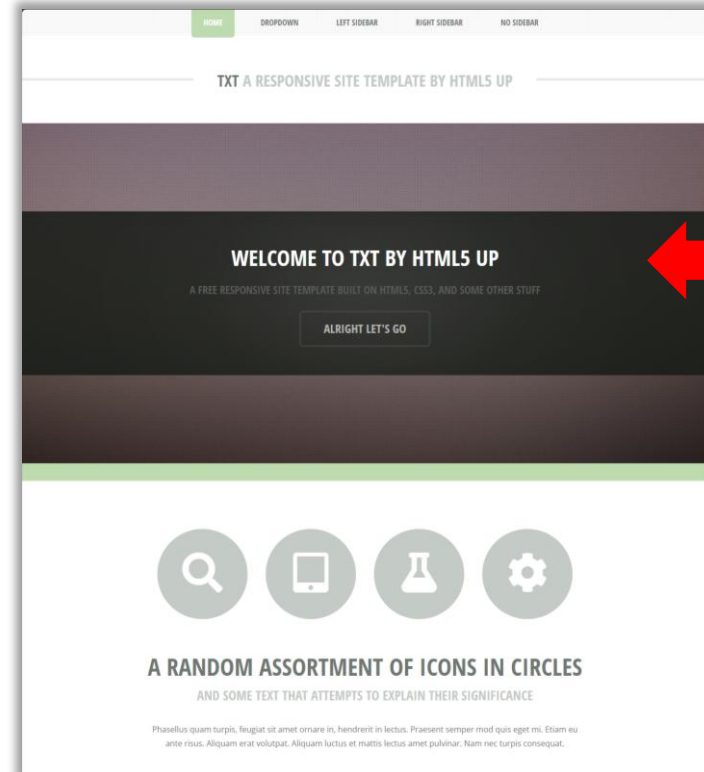 HOME DROPDOWN LEFT SIDEBAR RIGHT SIDEBAR NO SIDEBAR
TXT A RESPONSIVE SITE TEMPLATE BY HTML5 UP
WELCOME TO TXT BY HTML5 UP
A FREE RESPONSIVE SITE TEMPLATE BUILT ON HTML5, CSS3, AND SOME OTHER STUFF
ALRIGHT LET'S GO
A RANDOM ASSORTMENT OF ICONS IN CIRCLES
AND SOME TEXT THAT ATTEMPTS TO EXPLAIN THEIR SIGNIFICANCE
Phasellus quam turpis, feugiat sit amet ornare in, hendrerit in lectus. Praesent semper mod quis eget mi. Etiam eu
ante risus. Aliquam erat volutpat. Aliquam luctus et mattis lectus amet pulvinar. Nam nec turpis consequat.